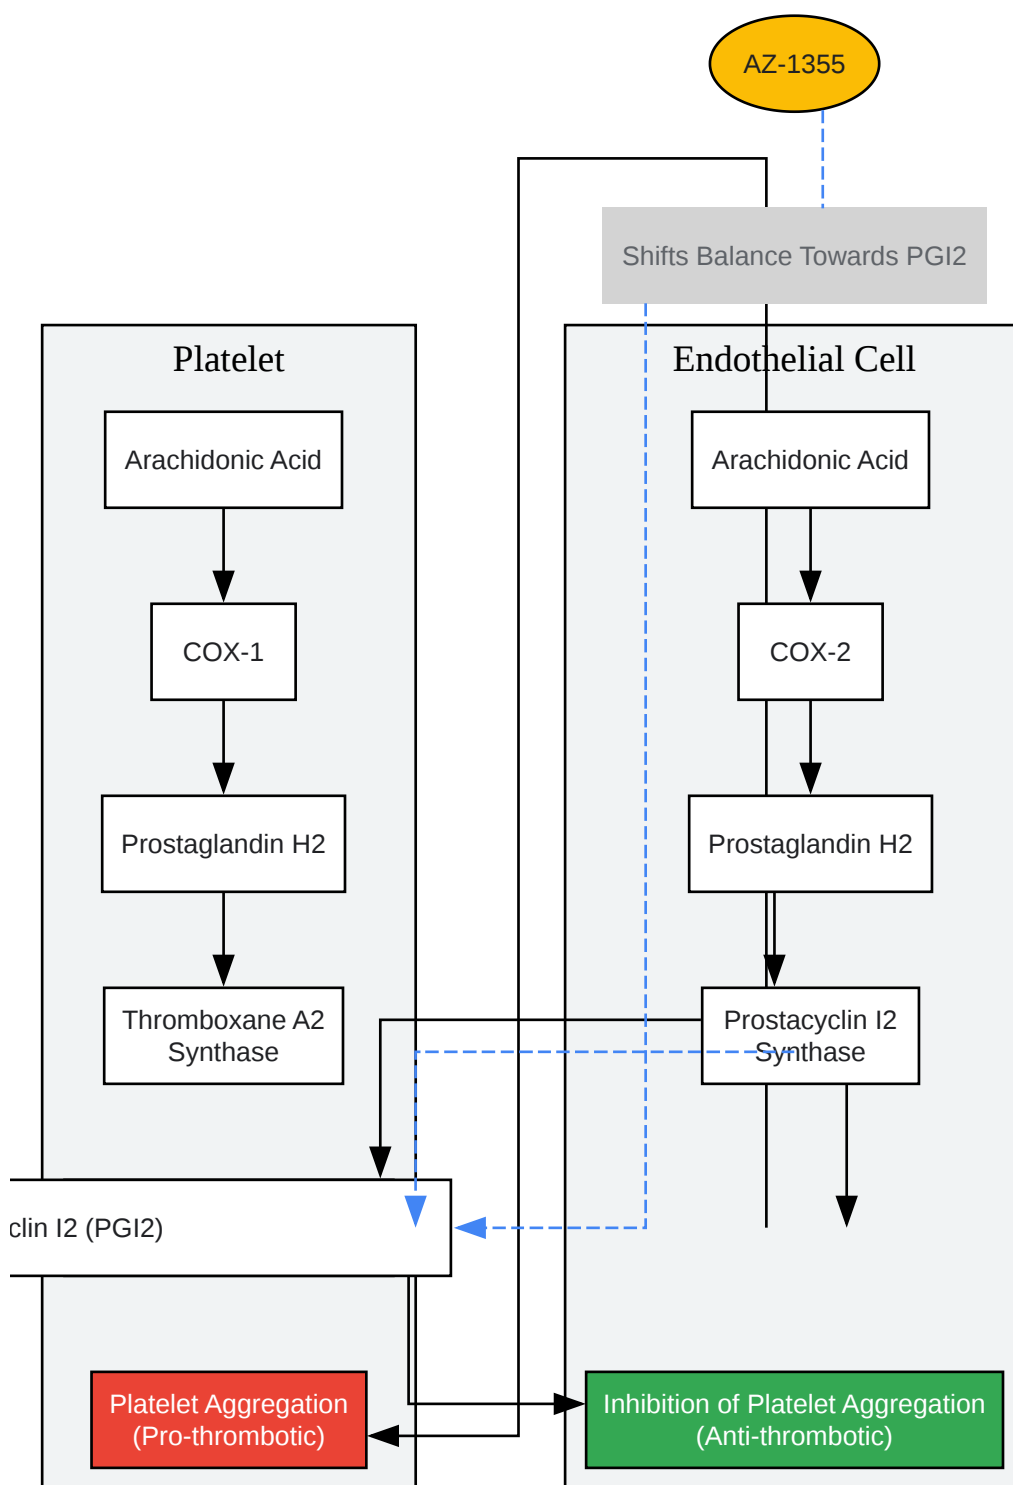 AZ-1355
Shifts Balance Towards PGI2
Platelet
Endothelial Cell
Arachidonic Acid
Arachidonic Acid
COX-1
COX-2
Prostaglandin H2
Prostaglandin H2
Thromboxane A2
Synthase
Prostacyclin I2
Synthase
clin I2 (PGI2)
Platelet Aggregation
(Pro-thrombotic)
Inhibition of Platelet Aggregation
(Anti-thrombotic)